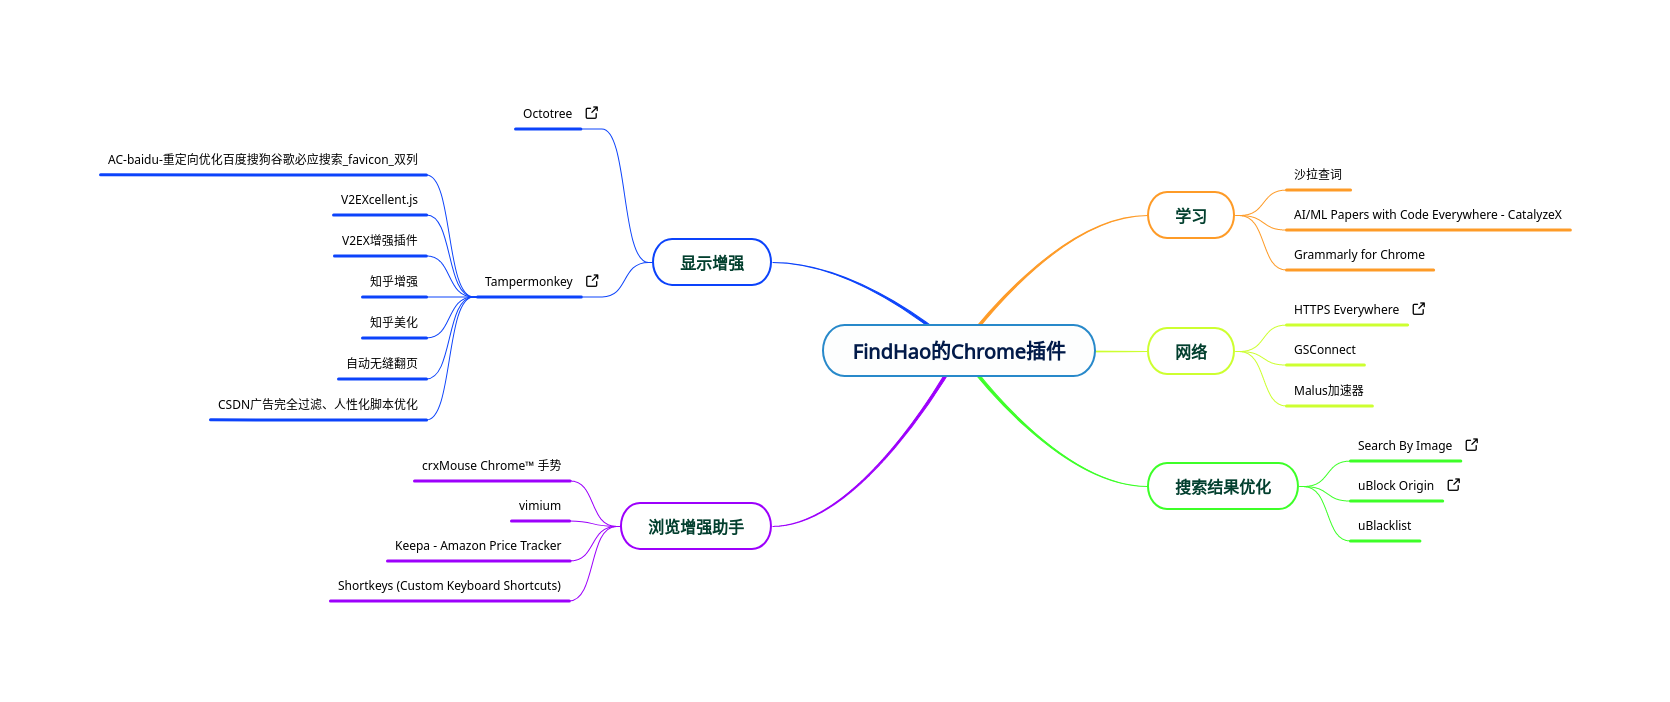 FindHao的Chrome插件
学习
沙拉查词
AI/ML Papers with Code Everywhere - CatalyzeX
Grammarly for Chrome
网络
HTTPS Everywhere
GSConnect
Malus加速器
搜索结果优化
Search By Image
uBlock Origin
uBlacklist
显示增强
Octotree
Tampermonkey
AC-baidu-重定向优化百度搜狗谷歌必应搜索_favicon_双列
V2EXcellent.js
V2EX增强插件
知乎增强
知乎美化
自动无缝翻页
CSDN广告完全过滤、人性化脚本优化
浏览增强助手
crxMouse Chrome™ 手势
vimium
Keepa - Amazon Price Tracker
Shortkeys (Custom Keyboard Shortcuts)